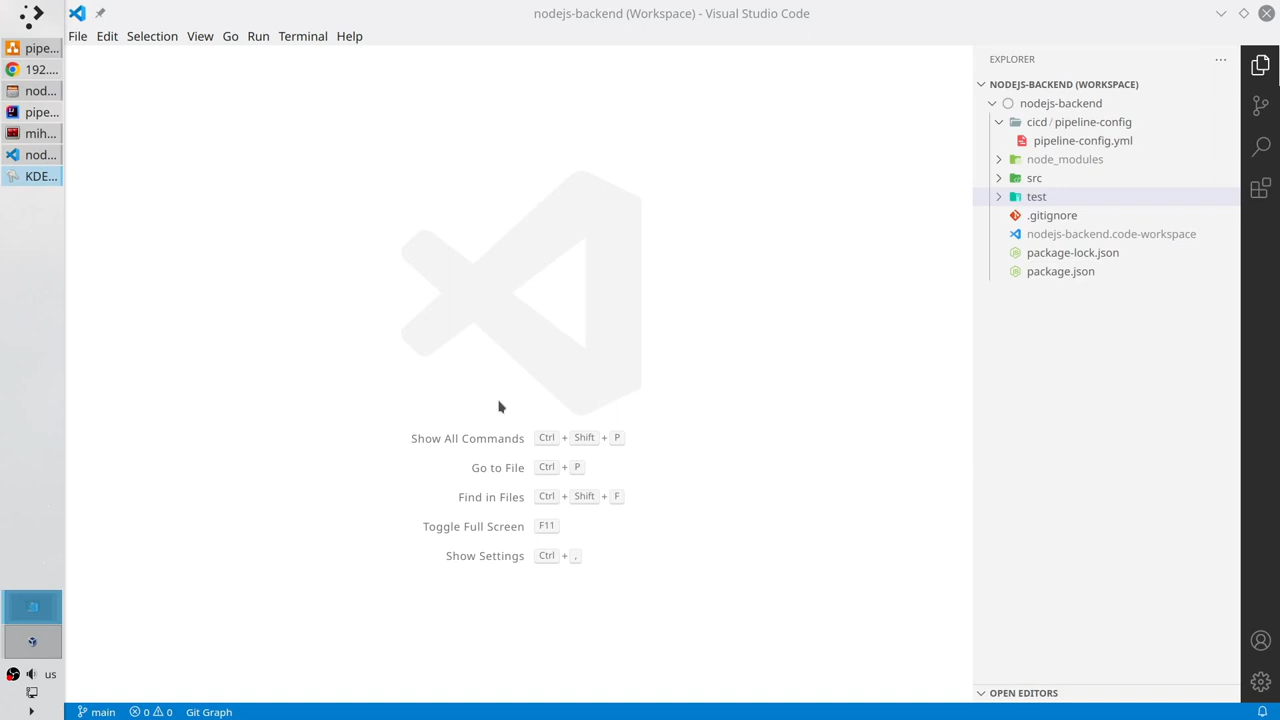 nodejs-backend (Workspace) - Visual Studio Code
File Edit Selection View Go Run Terminal Help
pipe...
192....
nod...
pipe...
mih...
nod...
KDE...
us
Show All Commands Ctrl + Shift + P
Go to File Ctrl + P
Find in Files Ctrl + Shift + F
Toggle Full Screen F11
Show Settings Ctrl + ,
EXPLORER
NODEJS-BACKEND (WORKSPACE)
nodejs-backend
cicd / pipeline-config
pipeline-config.yml
node_modules
src
test
.gitignore
nodejs-backend.code-workspace
package-lock.json
package.json
OPEN EDITORS
main 0 0 Git Graph